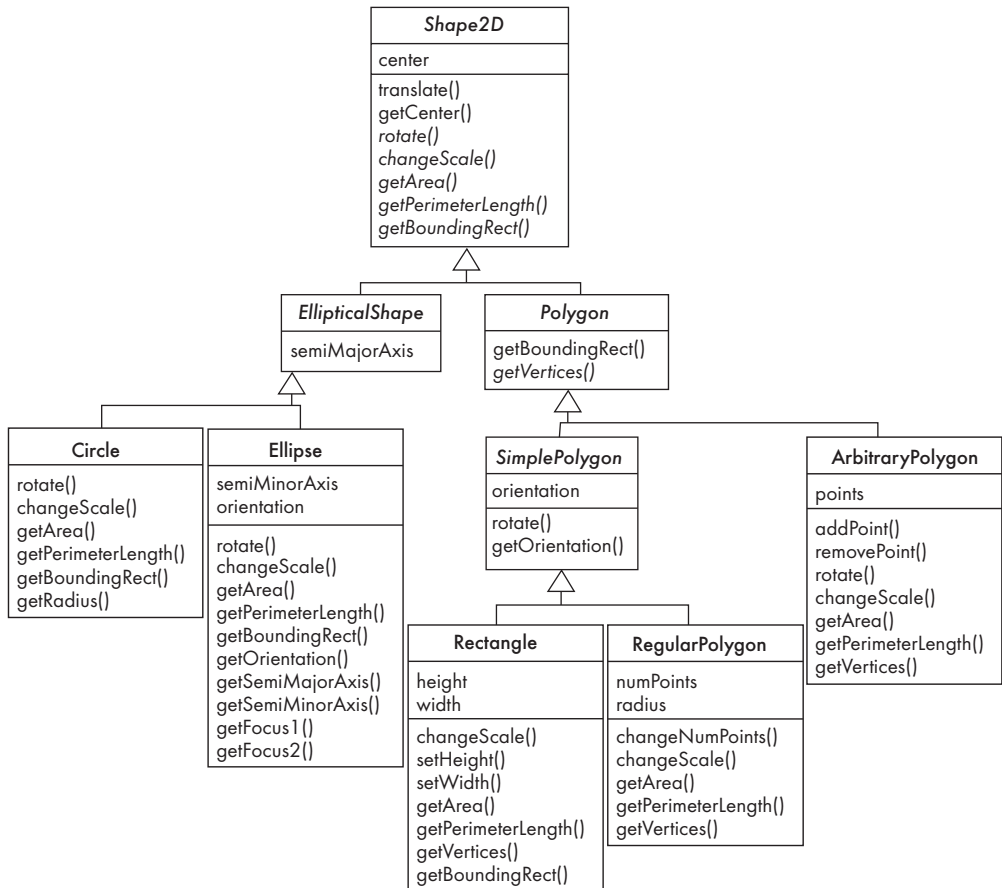 Shape2D
center
translate()
getCenter()
rotate()
changeScale()
getArea()
getPerimeterLength()
getBoundingRect()
EllipticalShape
semiMajorAxis
Polygon
getBoundingRect()
getVertices()
Circle
rotate()
changeScale()
getArea()
getPerimeterLength()
getBoundingRect()
getRadius()
Ellipse
semiMinorAxis
orientation
rotate()
changeScale()
getArea()
getPerimeterLength()
getBoundingRect()
getOrientation()
getSemiMajorAxis()
getSemiMinorAxis()
getFocus1()
getFocus2()
SimplePolygon
orientation
rotate()
getOrientation()
ArbitraryPolygon
points
addPoint()
removePoint()
rotate()
changeScale()
getArea()
getPerimeterLength()
getVertices()
Rectangle
height
width
changeScale()
setHeight()
setWidth()
getArea()
getPerimeterLength()
getVertices()
getBoundingRect()
RegularPolygon
numPoints
radius
changeNumPoints()
changeScale()
getArea()
getPerimeterLength()
getVertices()